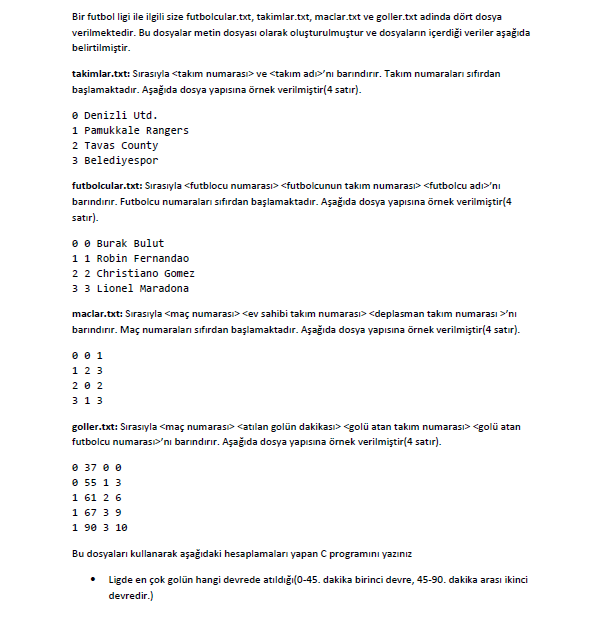 Bir futbol ligi ile ilgili size futbolcular.txt, takimlar.txt, maclar.txt ve goller.txt adinda dört dosya
verilmektedir. Bu dosyalar metin dosyası olarak oluşturulmuştur ve dosyaların içerdiği veriler aşağıda
belirtilmiştir.
takimlar.txt: Sırasıyla <takım numarası> ve <takım adı>'nı barındırır. Takım numaraları sıfırdan
başlamaktadır. Aşağıda dosya yapısına örnek verilmiştir(4 satır).
0 Denizli Utd.
1 Pamukkale Rangers
2 Tavas County
3 Belediyespor
futbolcular.txt: Sırasıyla <futblocu numarası> <futbolcunun takım numarası> <futbolcu adı>'nı
barındırır. Futbolcu numaraları sıfırdan başlamaktadır. Aşağıda dosya yapısına örnek verilmiştir(4
satır).
0 0 Burak Bulut
1 1 Robin Fernandao
2 2 Christiano Gomez
3 3 Lionel Maradona
maclar.txt: Sırasıyla <maç numarası> <ev sahibi takım numarası> <deplasman takım numarası >'nı
barındırır. Maç numaraları sıfırdan başlamaktadır. Aşağıda dosya yapısına örnek verilmiştir(4 satır).
0 0 1
1 2 3
2 0 2
3 1 3
goller.txt: Sırasıyla <maç numarası> <atılan golün dakikası> <golü atan takım numarası> <golü atan
futbolcu numarası>'nı barındırır. Aşağıda dosya yapısına örnek verilmiştir(4 satır).
0 37 0 0
0 55 1 3
1 61 2 6
1 67 3 9
1 90 3 10
Bu dosyaları kullanarak aşağıdaki hesaplamaları yapan C programını yazınız
• Ligde en çok golün hangi devrede atıldığı(0-45. dakika birinci devre, 45-90. dakika arası ikinci
devredir.)